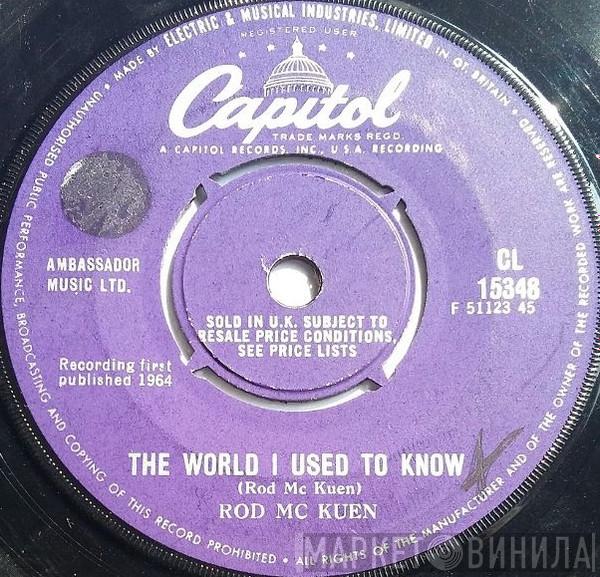 MADE BY ELECTRIC & MUSICAL INDUSTRIES, LIMITED IN GT. BRITAIN · ALL RIGHTS OF THE MANUFACTURER AND OF THE OWNER OF THE RECORDED WORK ARE RESERVED
UNAUTHORISED PUBLIC PERFORMANCE, BROADCASTING AND COPYING OF THIS RECORD PROHIBITED ·
REGISTERED USER
Capitol
TRADE MARKS REGD.
A CAPITOL RECORDS, INC., U.S.A. RECORDING
AMBASSADOR
MUSIC LTD.
CL
15348
F 51123 45
SOLD IN U.K. SUBJECT TO
RESALE PRICE CONDITIONS,
SEE PRICE LISTS
Recording first
published 1964
THE WORLD I USED TO KNOW
(Rod Mc Kuen)
ROD MC KUEN
МАРКЕТ ВИНИЛА